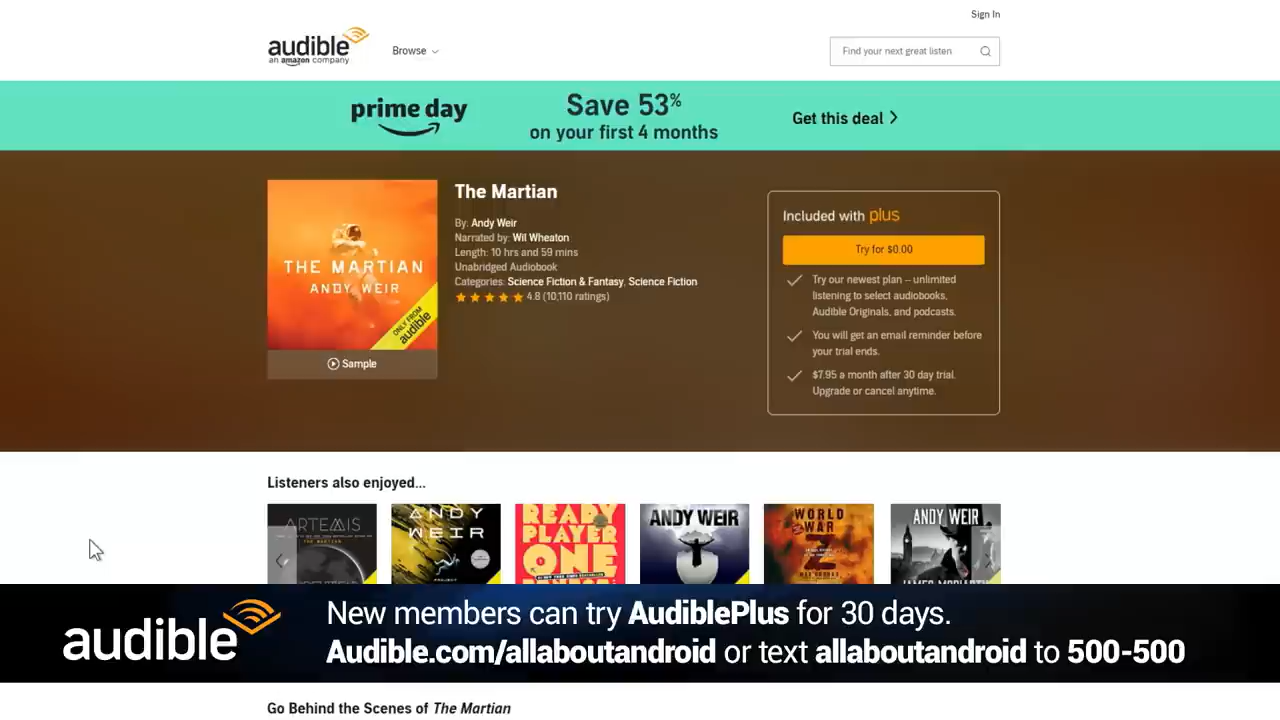 Sign In
audible
an amazon company
Browse
Find your next great listen
prime day
Save 53%
on your first 4 months
Get this deal
THE MARTIAN
ANDY WEIR
ONLY FROM
audible
Sample
The Martian
By: Andy Weir
Narrated by: Wil Wheaton
Length: 10 hrs and 59 mins
Unabridged Audiobook
Categories: Science Fiction & Fantasy, Science Fiction
4.8 (10,110 ratings)
Included with plus
Try for $0.00
Try our newest plan – unlimited
listening to select audiobooks,
Audible Originals, and podcasts.
You will get an email reminder before
your trial ends.
$7.95 a month after 30 day trial.
Upgrade or cancel anytime.
Listeners also enjoyed...
ARTEMIS
ANDY
WEIR
PROJECT
READY
PLAYER
ONE
ANDY WEIR
WORLD
WAR
Z
ANDY WEIR
JAMES MORIARTY
audible
New members can try AudiblePlus for 30 days.
Audible.com/allaboutandroid or text allaboutandroid to 500-500
Go Behind the Scenes of The Martian